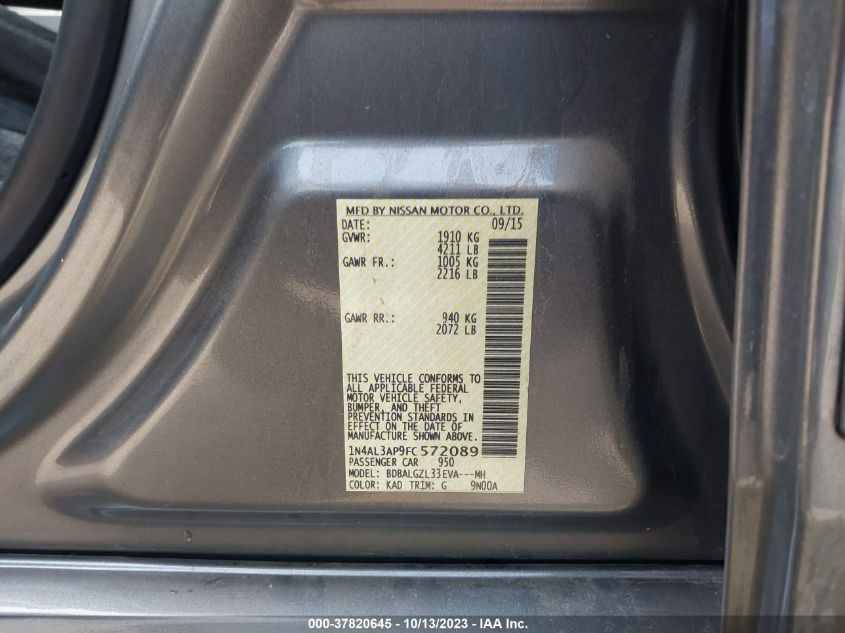 MFD BY NISSAN MOTOR CO., LTD.
DATE: 09/15
GVWR: 1910 KG
4211 LB
GAWR FR.: 1005 KG
2216 LB
GAWR RR.: 940 KG
2072 LB
THIS VEHICLE CONFORMS TO
ALL APPLICABLE FEDERAL
MOTOR VEHICLE SAFETY,
BUMPER, AND THEFT
PREVENTION STANDARDS IN
EFFECT ON THE DATE OF
MANUFACTURE SHOWN ABOVE.
1N4AL3AP9FC572089
PASSENGER CAR 950
MODEL: BDBALGZL33EVA---MH
COLOR: KAD TRIM: G 9N00A
000-37820645 - 10/13/2023 - © IAA, Inc.